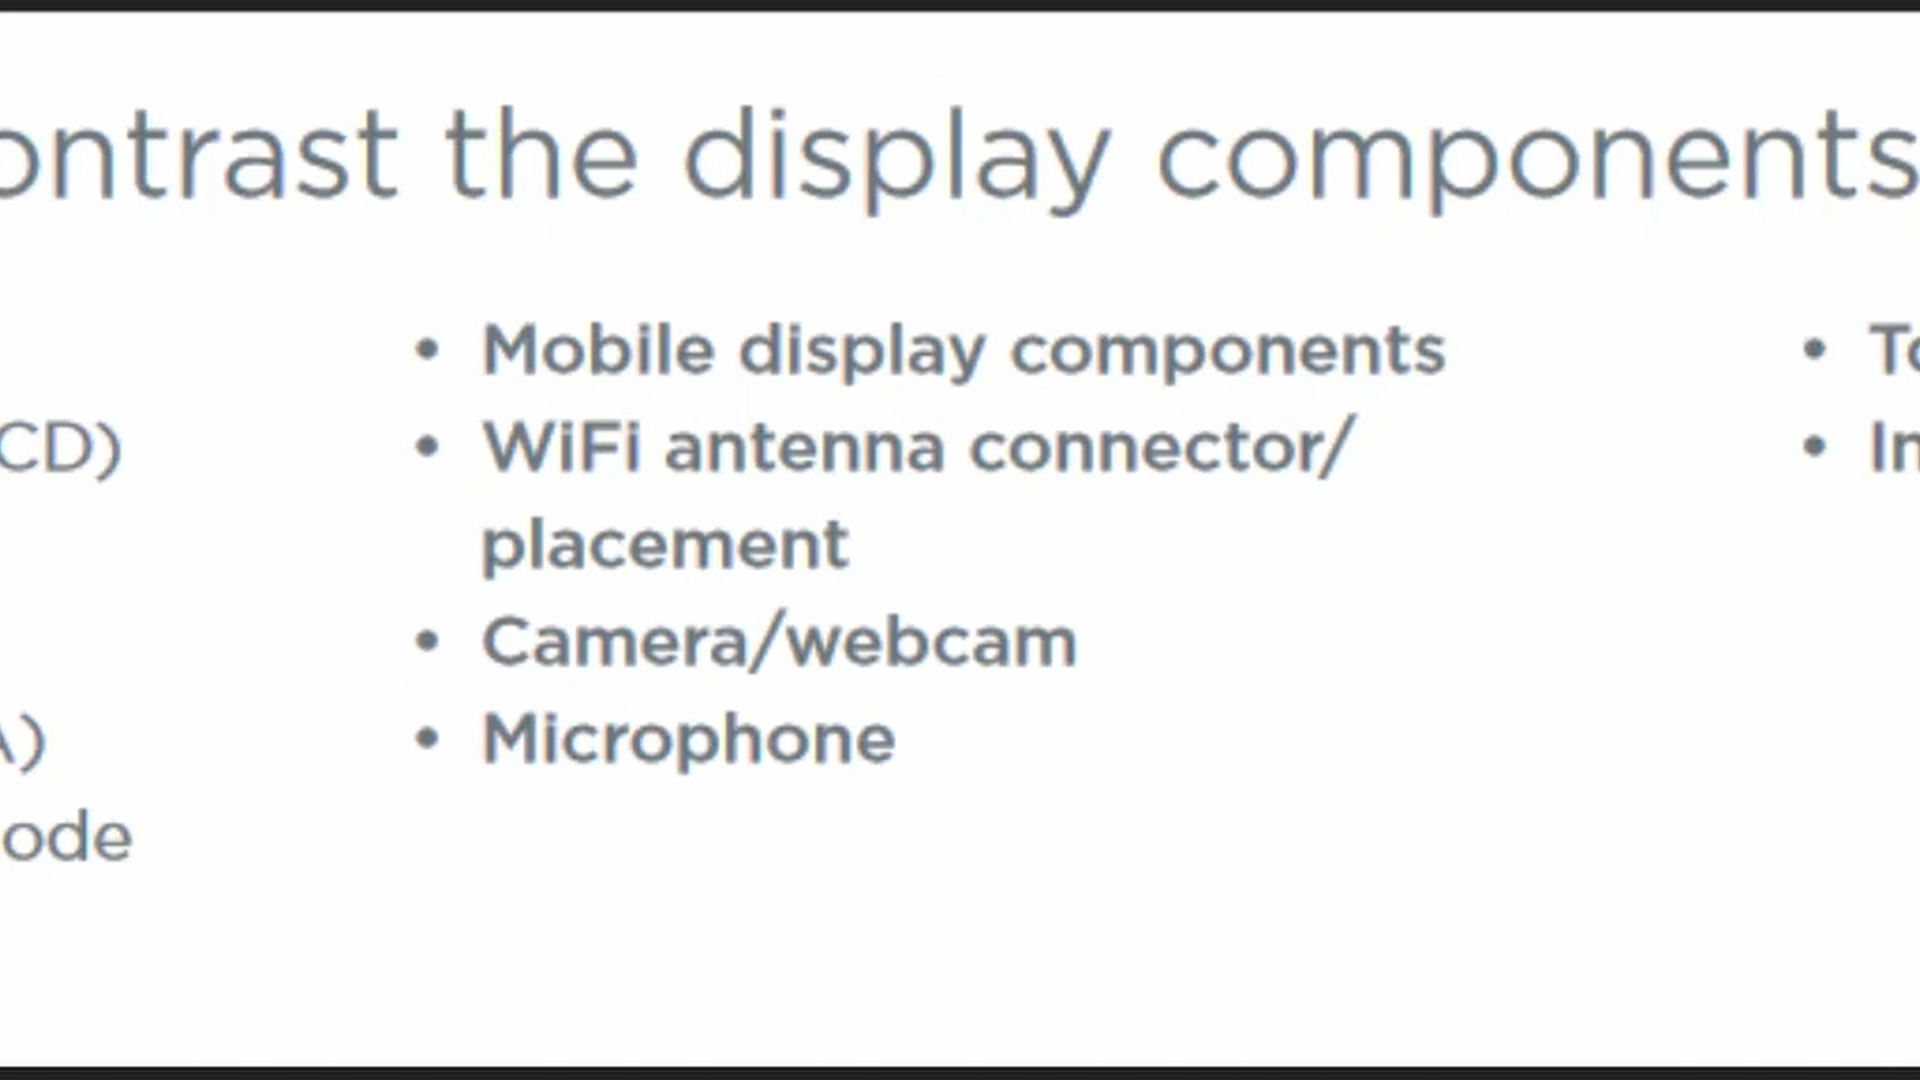 ontrast the display components
CD)
A)
ode
• Mobile display components
• WiFi antenna connector/
placement
• Camera/webcam
• Microphone
• To
• In